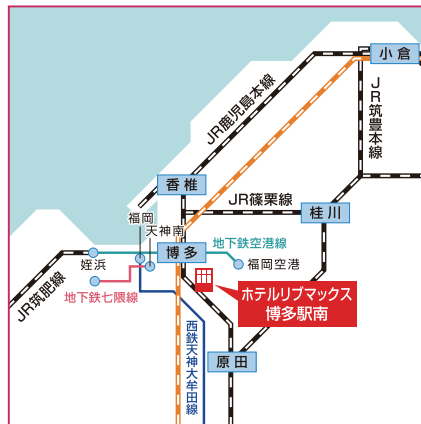 小倉
JR鹿児島本線
JR筑豊本線
香椎
JR篠栗線
福岡
桂川
天神南
地下鉄空港線
博多
姪浜
福岡空港
JR筑肥線
地下鉄七隈線
ホテルリブマックス
博多駅南
西鉄天神大牟田線
原田